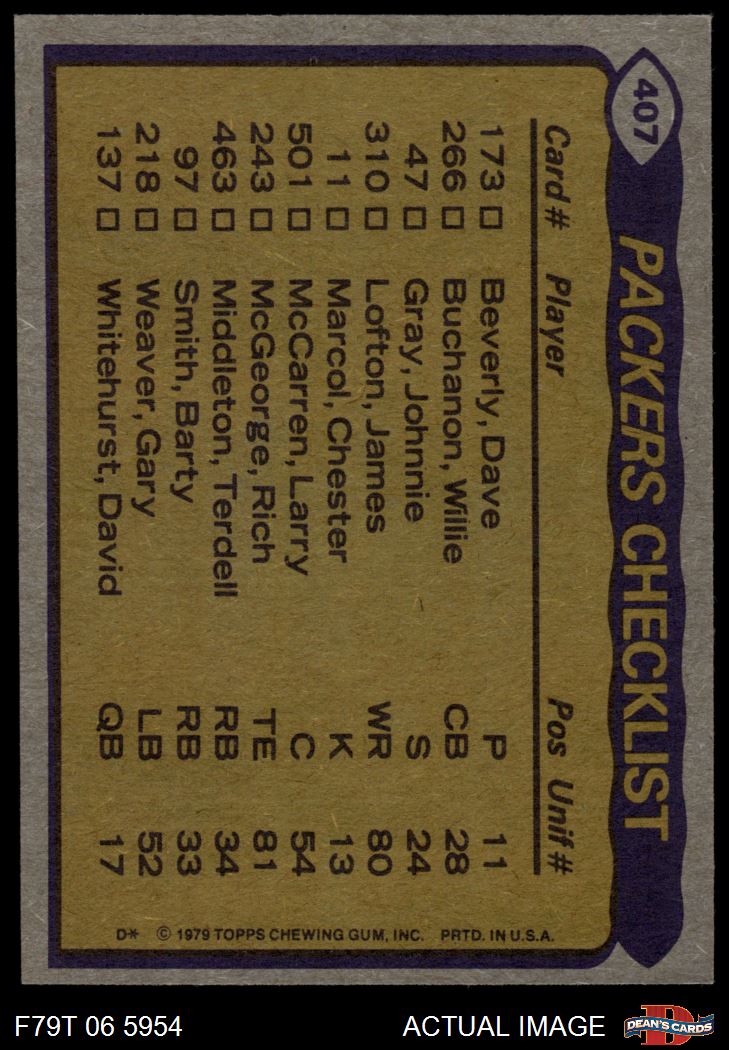 407
PACKERS CHECKLIST
Card# Player Pos Unif#
173 □ Beverly, Dave P 11
266 □ Buchanon, Willie CB 28
47 □ Gray, Johnnie S 24
310 □ Lofton, James WR 80
11 □ Marcol, Chester K 13
501 □ McCarren, Larry C 54
243 □ McGeorge, Rich TE 81
463 □ Middleton, Terdell RB 34
97 □ Smith, Barty RB 33
218 □ Weaver, Gary LB 52
137 □ Whitehurst, David QB 17
D* © 1979 TOPPS CHEWING GUM, INC. PRTD. IN U.S.A.
F79T 06 5954 ACTUAL IMAGE D DEAN'S CARDS